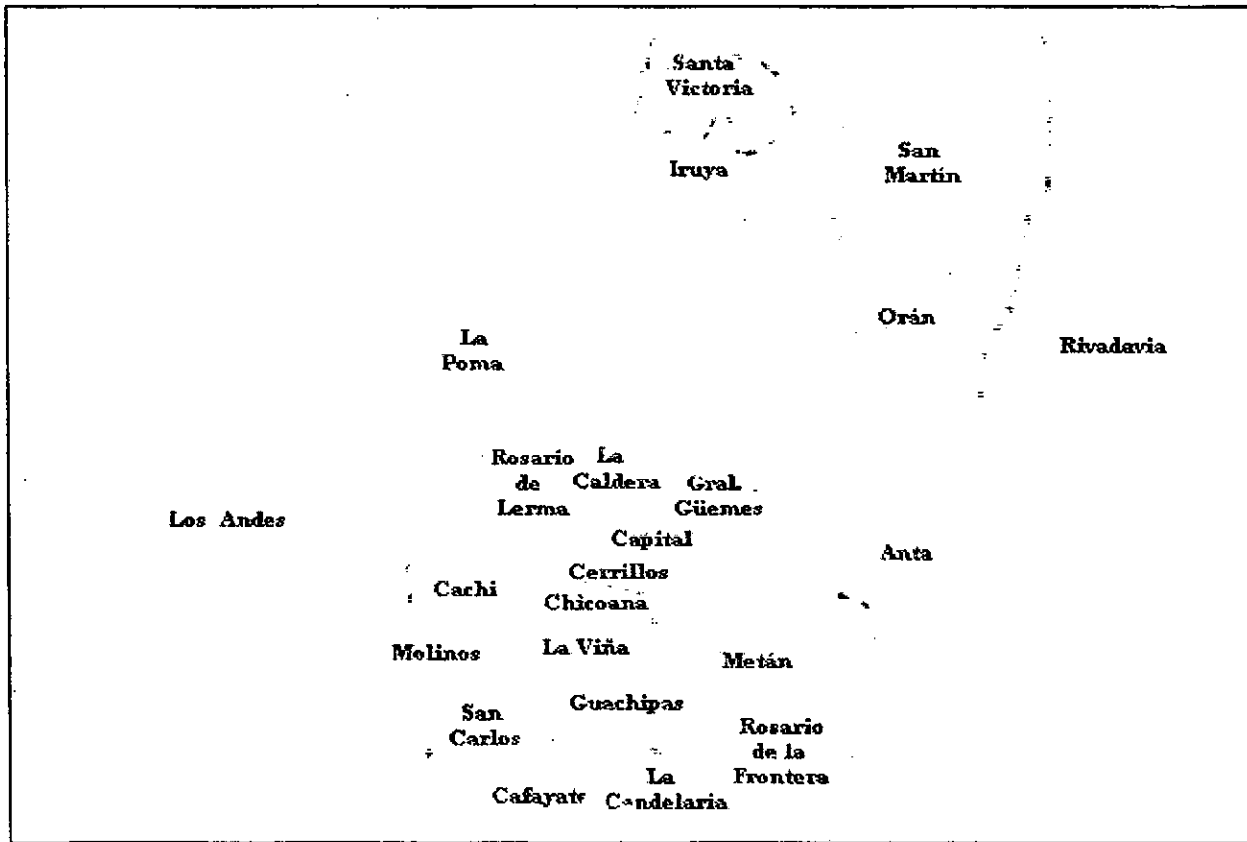 Santa
Victoria
Iruya
San
Martín
Orán
Rivadavia
La
Poma
Rosario
de
Lerma
La
Caldera
Gral.
Güemes
Los Andes
Capital
Anta
Cerrillos
Cachi
Chicoana
Molinos
La Viña
Metán
Guachipas
San
Carlos
Rosario
de la
Frontera
Cafayate
La
Candelaria